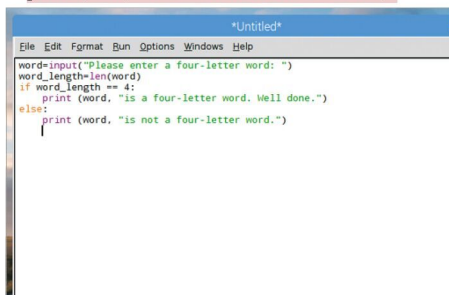 *Untitled*
File Edit Format Run Options Windows Help
word=input("Please enter a four-letter word: ")
word_length=len(word)
if word_length == 4:
    print (word, "is a four-letter word. Well done.")
else:
    print (word, "is not a four-letter word.")